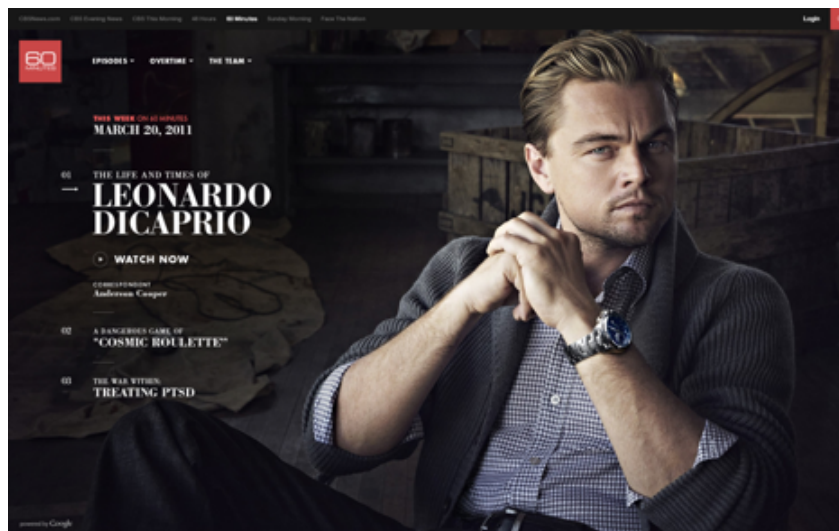 CBSNews.com CBS Evening News CBS This Morning 48 Hours 60 Minutes Sunday Morning Face The Nation Login
60
MINUTES
EPISODES OVERTIME THE TEAM
THIS WEEK ON 60 MINUTES
MARCH 20, 2011
01 THE LIFE AND TIMES OF
LEONARDO
DICAPRIO
WATCH NOW
CORRESPONDENT
Anderson Cooper
02 A DANGEROUS GAME OF
"COSMIC ROULETTE"
03 THE WAR WITHIN:
TREATING PTSD
powered by Google